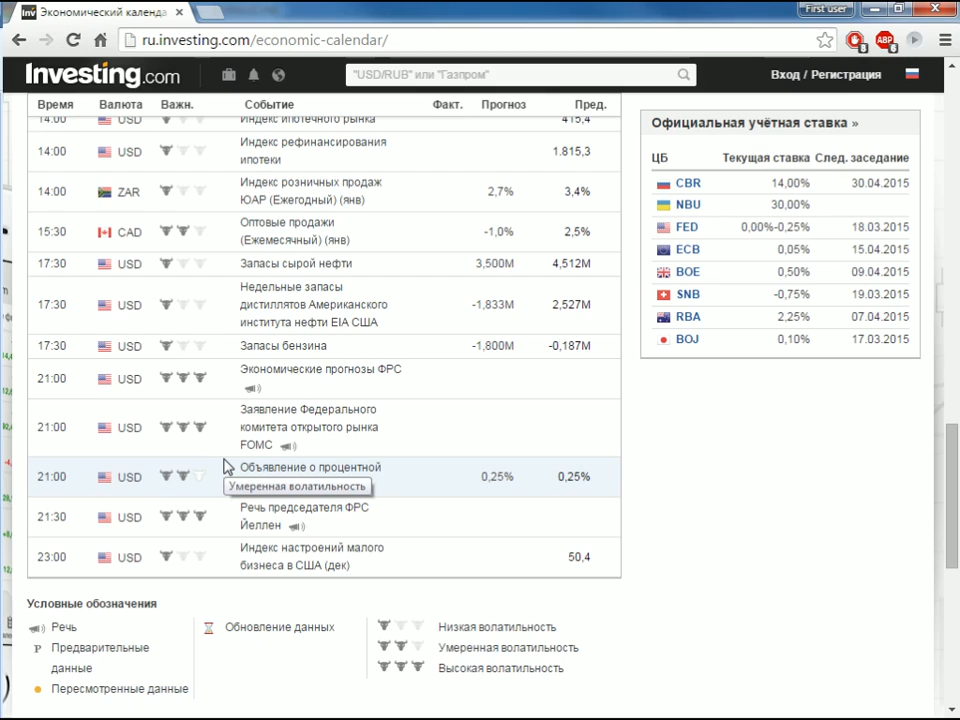 Экономический календа
First user
ru.investing.com/economic-calendar/
8
ABP
6
Investing.com
"USD/RUB" или "Газпром"
Вход / Регистрация
Время Валюта Важн. Событие Факт. Прогноз Пред.
14:00 USD Индекс ипотечного рынка 415,4
14:00 USD Индекс рефинансирования ипотеки 1.815,3
14:00 ZAR Индекс розничных продаж ЮАР (Ежегодный) (янв) 2,7% 3,4%
15:30 CAD Оптовые продажи (Ежемесячный) (янв) -1,0% 2,5%
17:30 USD Запасы сырой нефти 3,500M 4,512M
17:30 USD Недельные запасы дистиллятов Американского института нефти EIA США -1,833M 2,527M
17:30 USD Запасы бензина -1,800M -0,187M
21:00 USD Экономические прогнозы ФРС
21:00 USD Заявление Федерального комитета открытого рынка FOMC
21:00 USD Объявление о процентной 0,25% 0,25%
Умеренная волатильность
21:30 USD Речь председателя ФРС Йеллен
23:00 USD Индекс настроений малого бизнеса в США (дек) 50,4
Официальная учётная ставка »
ЦБ Текущая ставка След. заседание
CBR 14,00% 30.04.2015
NBU 30,00%
FED 0,00%-0,25% 18.03.2015
ECB 0,05% 15.04.2015
BOE 0,50% 09.04.2015
SNB -0,75% 19.03.2015
RBA 2,25% 07.04.2015
BOJ 0,10% 17.03.2015
Условные обозначения
Речь
P Предварительные данные
Пересмотренные данные
Обновление данных
Низкая волатильность
Умеренная волатильность
Высокая волатильность